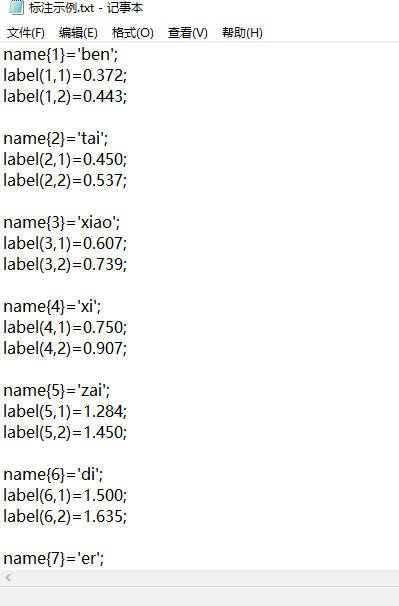 标注示例.txt - 记事本
文件(F) 编辑(E) 格式(O) 查看(V) 帮助(H)
name{1}='ben';
label(1,1)=0.372;
label(1,2)=0.443;
name{2}='tai';
label(2,1)=0.450;
label(2,2)=0.537;
name{3}='xiao';
label(3,1)=0.607;
label(3,2)=0.739;
name{4}='xi';
label(4,1)=0.750;
label(4,2)=0.907;
name{5}='zai';
label(5,1)=1.284;
label(5,2)=1.450;
name{6}='di';
label(6,1)=1.500;
label(6,2)=1.635;
name{7}='er';